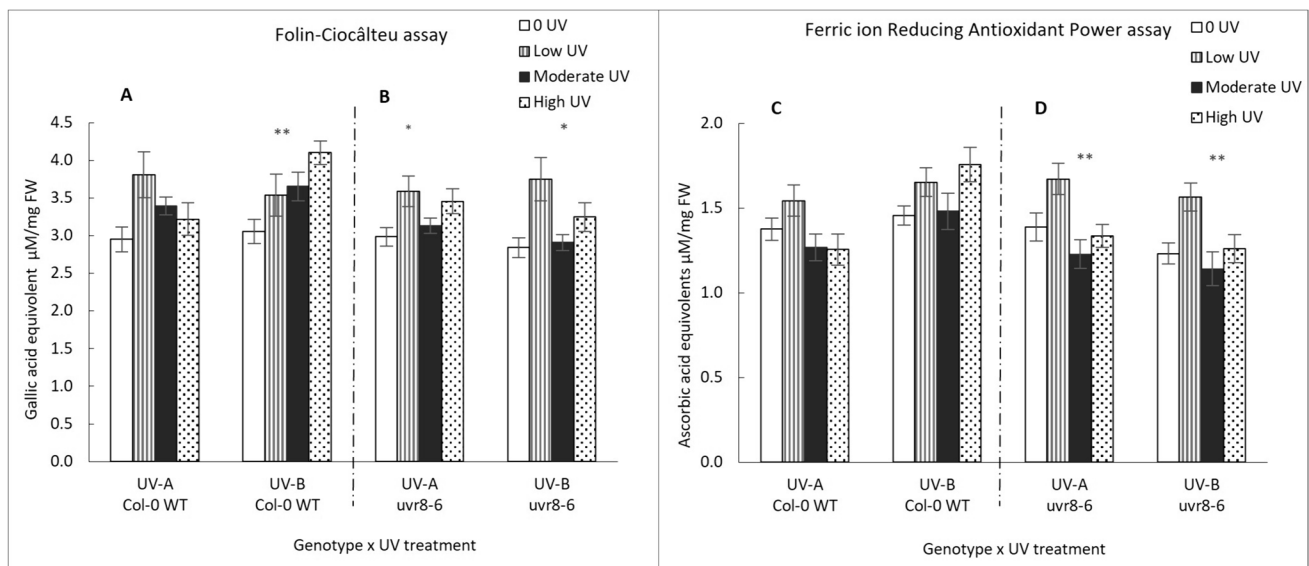 Folin-Ciocâlteu assay
0 UV
Low UV
Moderate UV
High UV
A
B
Gallic acid equivolent µM/mg FW
4.5
4.0
3.5
3.0
2.5
2.0
1.5
1.0
0.5
0.0
**
*
*
UV-A
Col-0 WT
UV-B
Col-0 WT
UV-A
uvr8-6
UV-B
uvr8-6
Genotype x UV treatment
Ferric ion Reducing Antioxidant Power assay
0 UV
Low UV
Moderate UV
High UV
C
D
Ascorbic acid equivolents µM/mg FW
2.0
1.5
1.0
0.5
0.0
**
**
UV-A
Col-0 WT
UV-B
Col-0 WT
UV-A
uvr8-6
UV-B
uvr8-6
Genotype x UV treatment